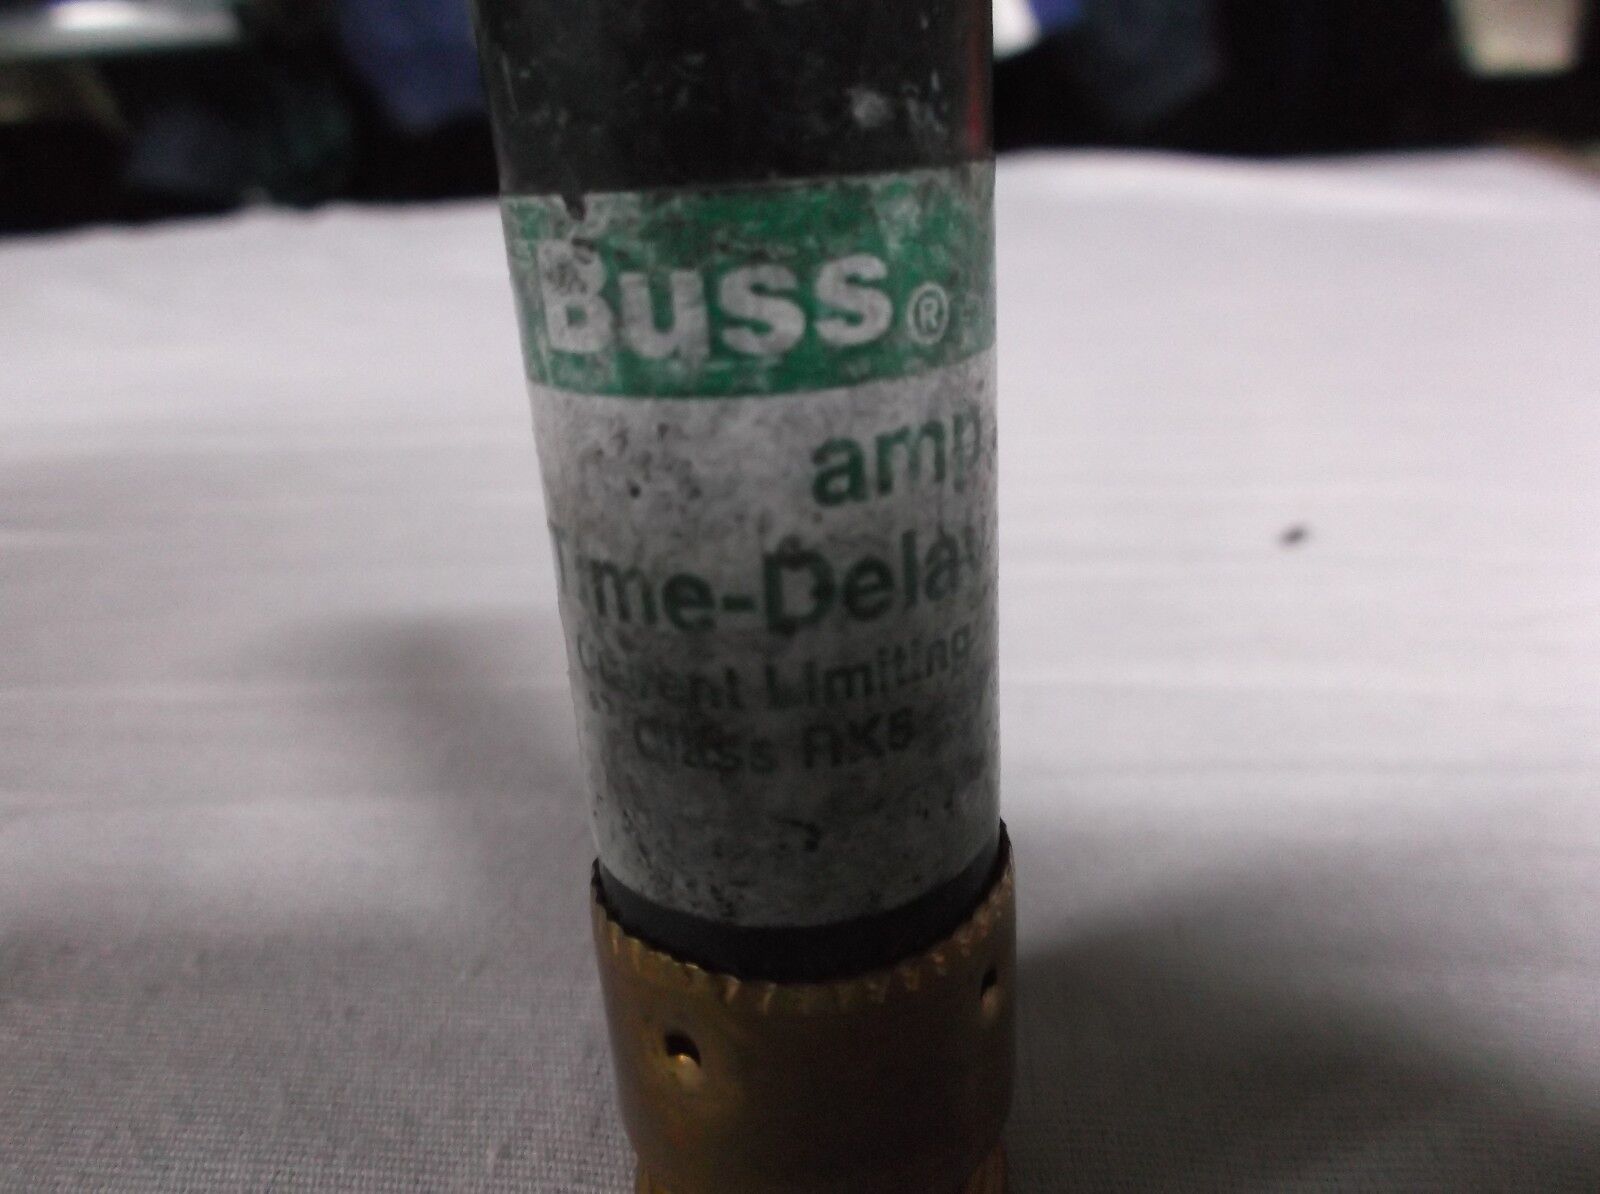 Buss®
amp
Time-Delay
Current Limiting
Class RK5